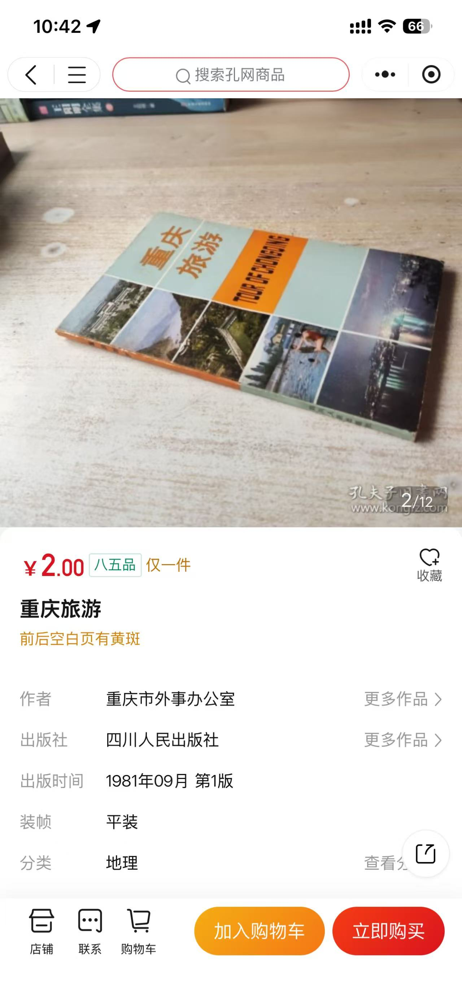 10:42
66
搜索孔网商品
重庆
旅游
TOUR OF CHONGQING
孔夫子旧书网
www.kongfz.com
2/12
¥2.00 八五品 仅一件
收藏
重庆旅游
前后空白页有黄斑
作者 重庆市外事办公室 更多作品
出版社 四川人民出版社 更多作品
出版时间 1981年09月 第1版
装帧 平装
分类 地理 查看分
店铺 联系 购物车 加入购物车 立即购买